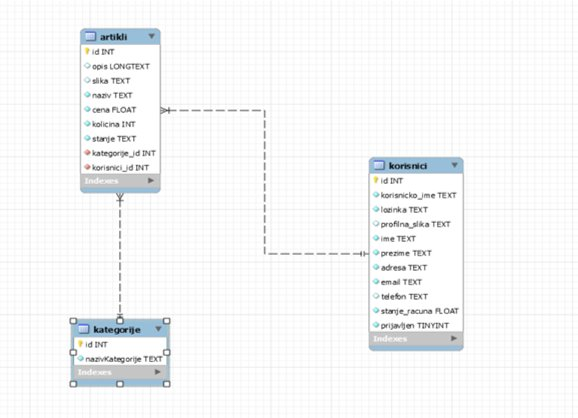 artikli
id INT
opis LONGTEXT
slika TEXT
naziv TEXT
cena FLOAT
kolicina INT
stanje TEXT
kategorije_id INT
korisnici_id INT
Indexes
korisnici
id INT
korisnicko_ime TEXT
lozinka TEXT
profilna_slika TEXT
ime TEXT
prezime TEXT
adresa TEXT
email TEXT
telefon TEXT
stanje_racuna FLOAT
prijavljen TINYINT
Indexes
kategorije
id INT
nazivKategorije TEXT
Indexes